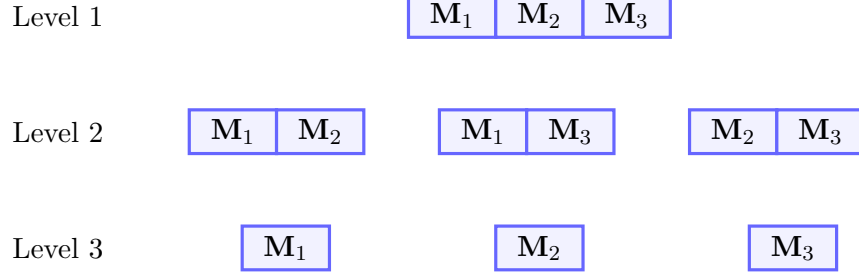 Level 1 M₁ M₂ M₃
Level 2 M₁ M₂ M₁ M₃ M₂ M₃
Level 3 M₁ M₂ M₃